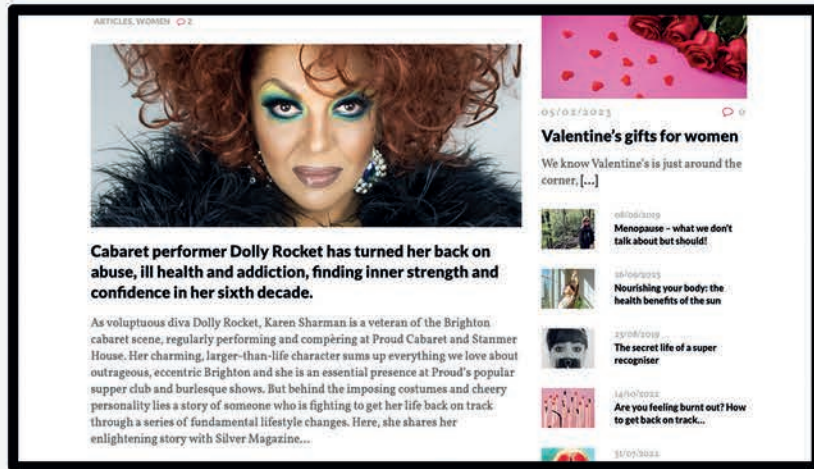 ARTICLES, WOMEN 2
Cabaret performer Dolly Rocket has turned her back on
abuse, ill health and addiction, finding inner strength and
confidence in her sixth decade.
As voluptuous diva Dolly Rocket, Karen Sharman is a veteran of the Brighton
cabaret scene, regularly performing and compèring at Proud Cabaret and Stanmer
House. Her charming, larger-than-life character sums up everything we love about
outrageous, eccentric Brighton and she is an essential presence at Proud's popular
supper club and burlesque shows. But behind the imposing costumes and cheery
personality lies a story of someone who is fighting to get her life back on track
through a series of fundamental lifestyle changes. Here, she shares her
enlightening story with Silver Magazine...
05/02/2023 0
Valentine's gifts for women
We know Valentine's is just around the
corner, [...]
Menopause – what we don't
talk about but should!
Nourishing your body: the
health benefits of the sun
The secret life of a super
recogniser
14/10/2022
Are you feeling burnt out? How
to get back on track...
31/07/2022